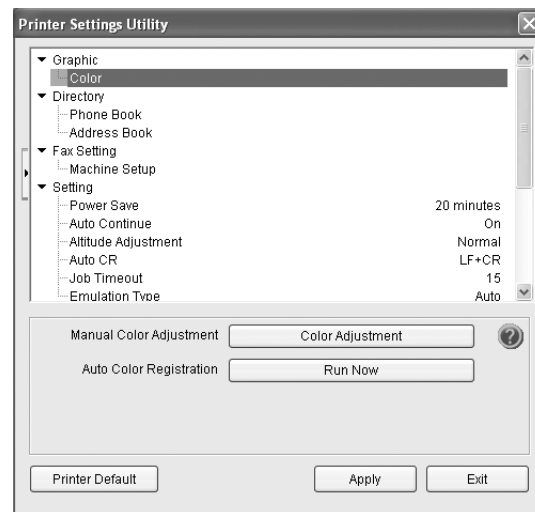 Printer Settings Utility
Graphic
Color
Directory
Phone Book
Address Book
Fax Setting
Machine Setup
Setting
Power Save 20 minutes
Auto Continue On
Altitude Adjustment Normal
Auto CR LF+CR
Job Timeout 15
Emulation Type Auto
Manual Color Adjustment Color Adjustment
Auto Color Registration Run Now
Printer Default Apply Exit